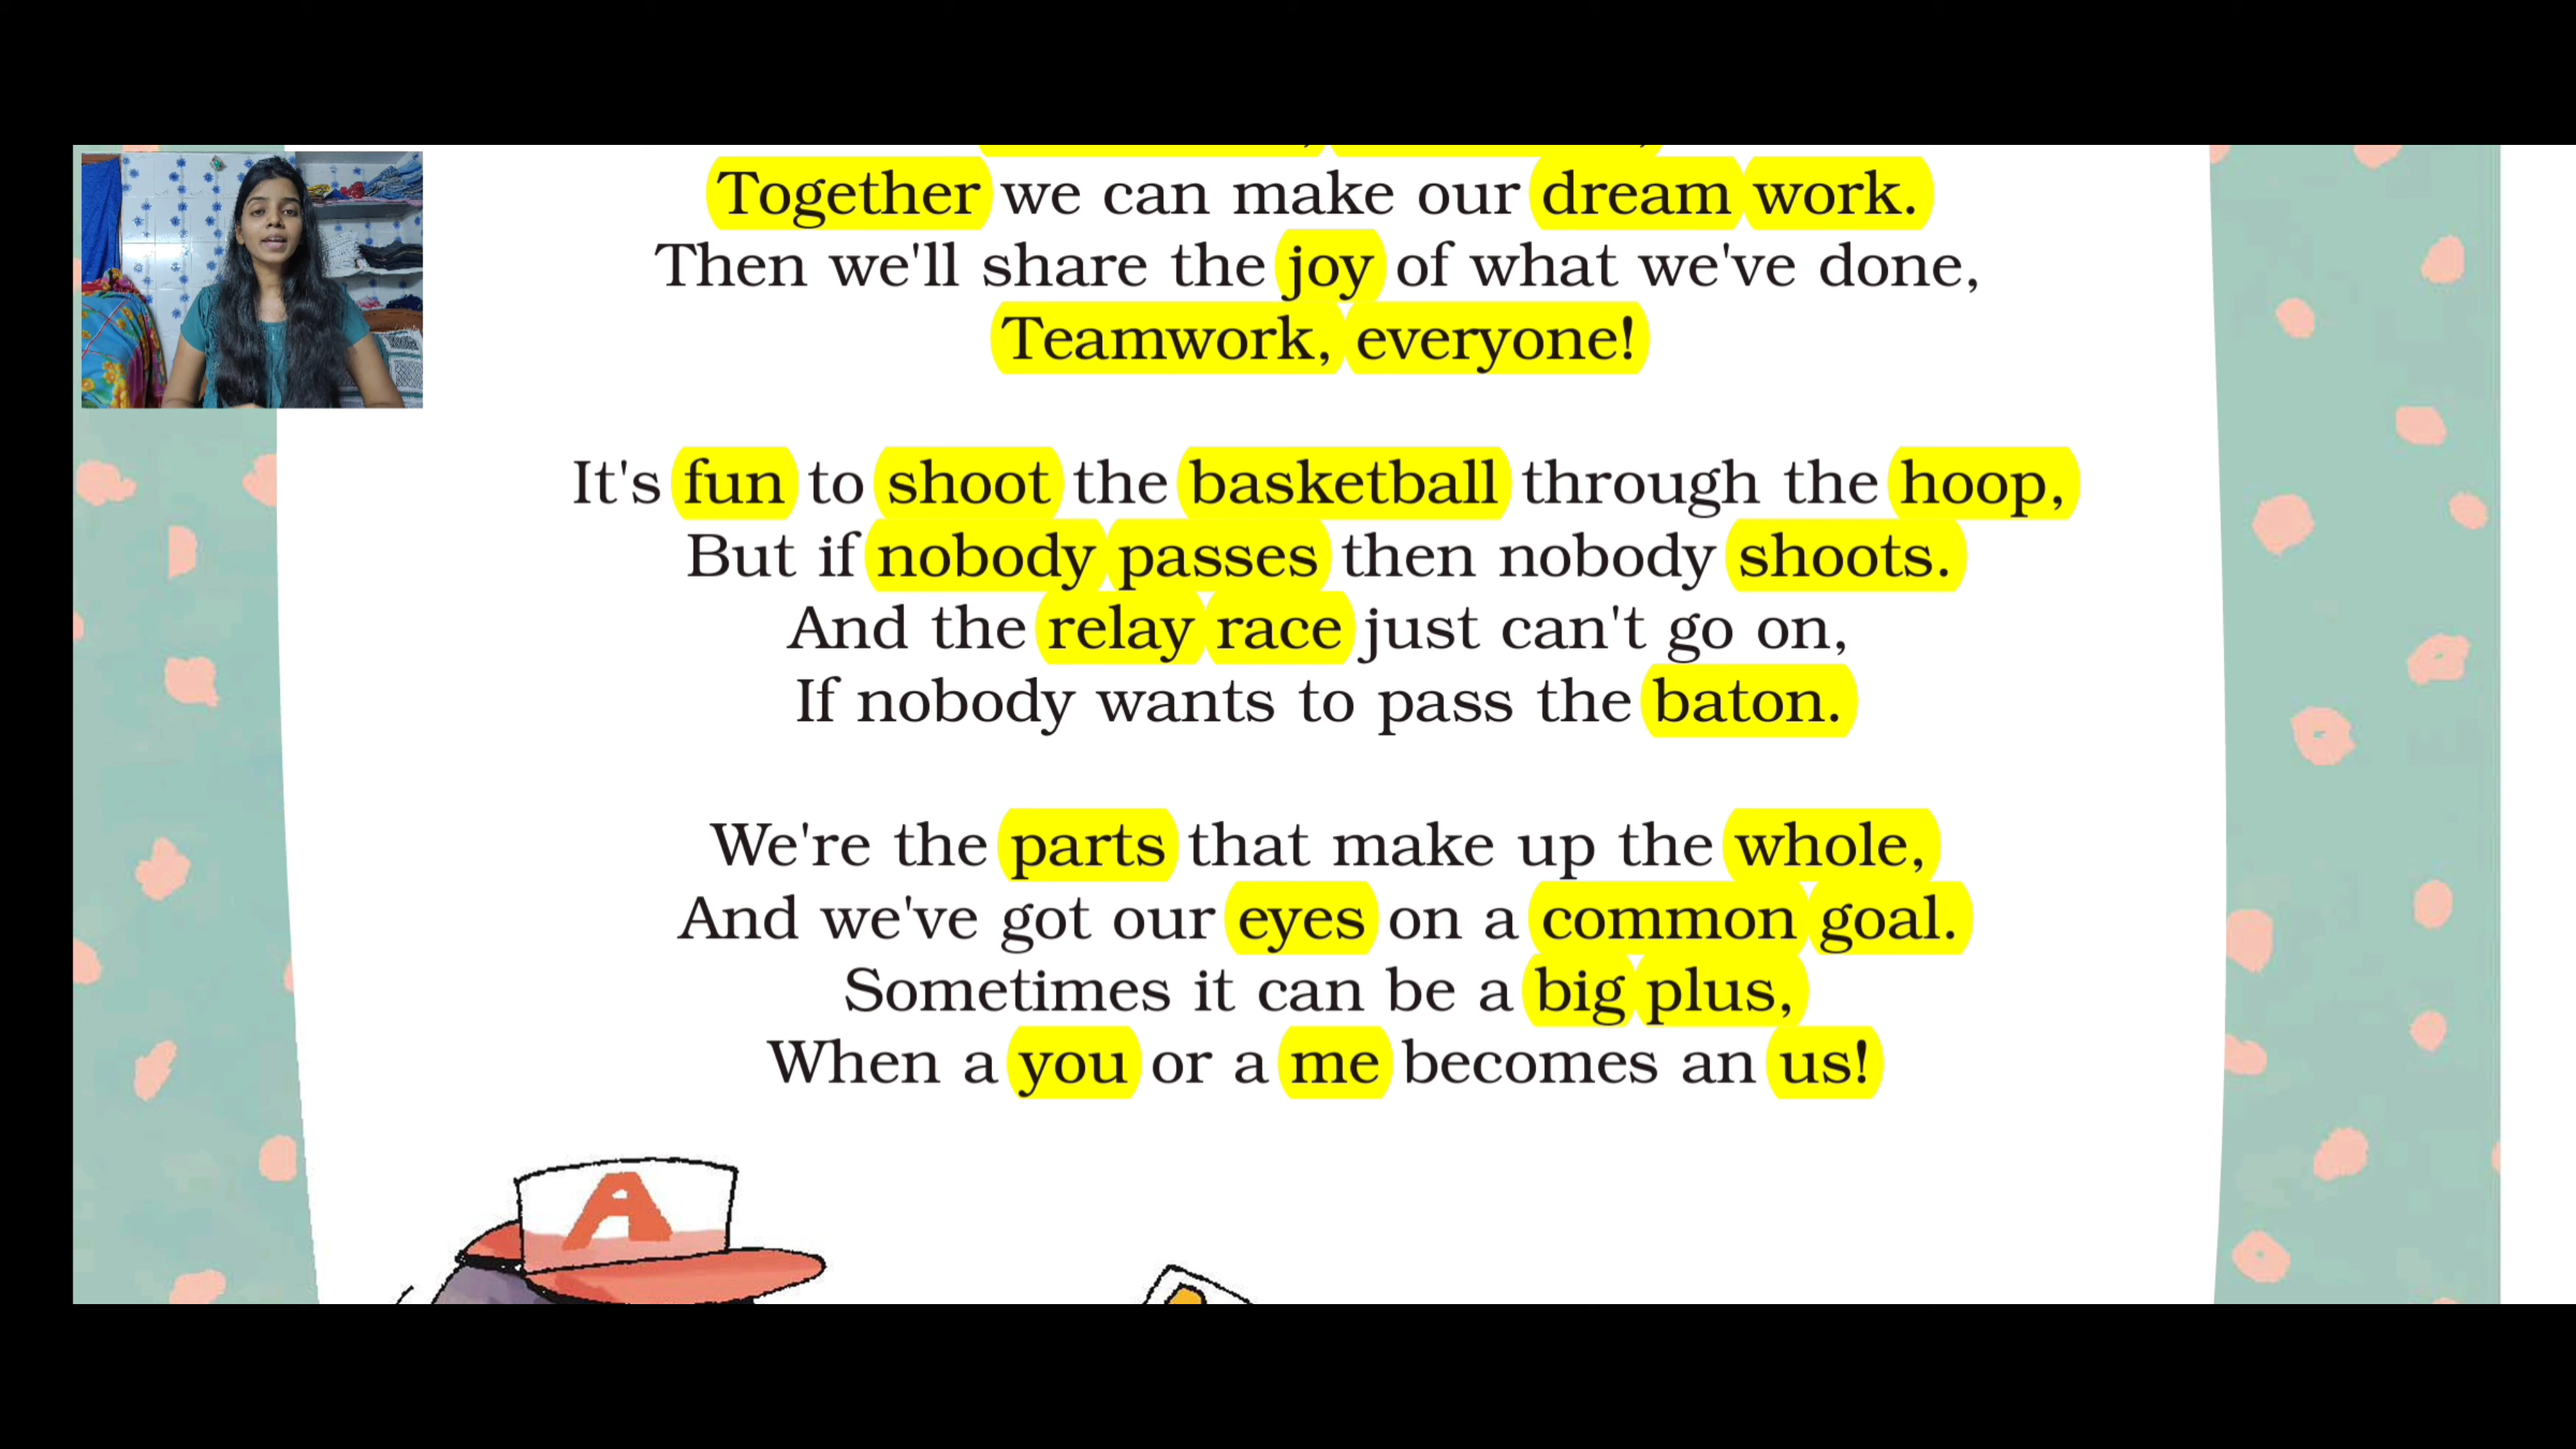 Together we can make our dream work.
Then we'll share the joy of what we've done,
Teamwork, everyone!
It's fun to shoot the basketball through the hoop,
But if nobody passes then nobody shoots.
And the relay race just can't go on,
If nobody wants to pass the baton.
We're the parts that make up the whole,
And we've got our eyes on a common goal.
Sometimes it can be a big plus,
When a you or a me becomes an us!
A